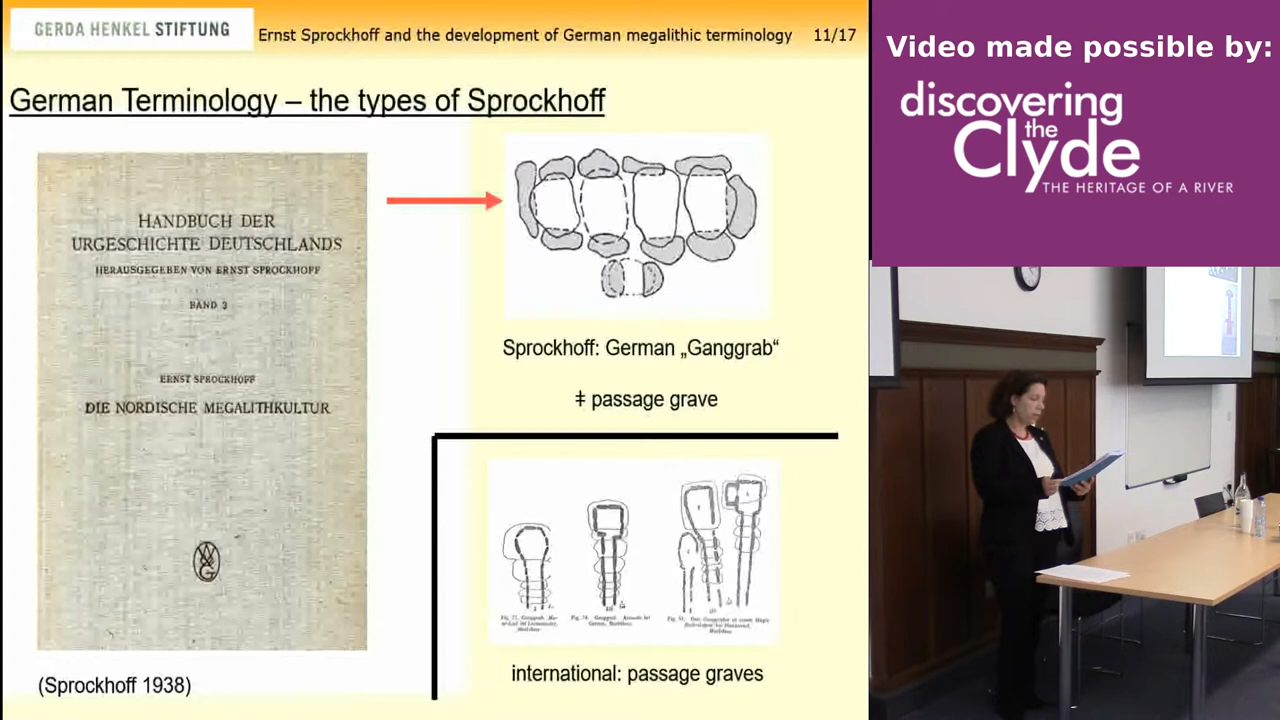 GERDA HENKEL STIFTUNG
Ernst Sprockhoff and the development of German megalithic terminology 11/17
German Terminology – the types of Sprockhoff
HANDBUCH DER
URGESCHICHTE DEUTSCHLANDS
HERAUSGEGEBEN VON ERNST SPROCKHOFF
BAND 3
ERNST SPROCKHOFF
DIE NORDISCHE MEGALITHKULTUR
(Sprockhoff 1938)
Sprockhoff: German „Ganggrab“
ǂ passage grave
international: passage graves
Video made possible by:
discovering
the
Clyde
THE HERITAGE OF A RIVER